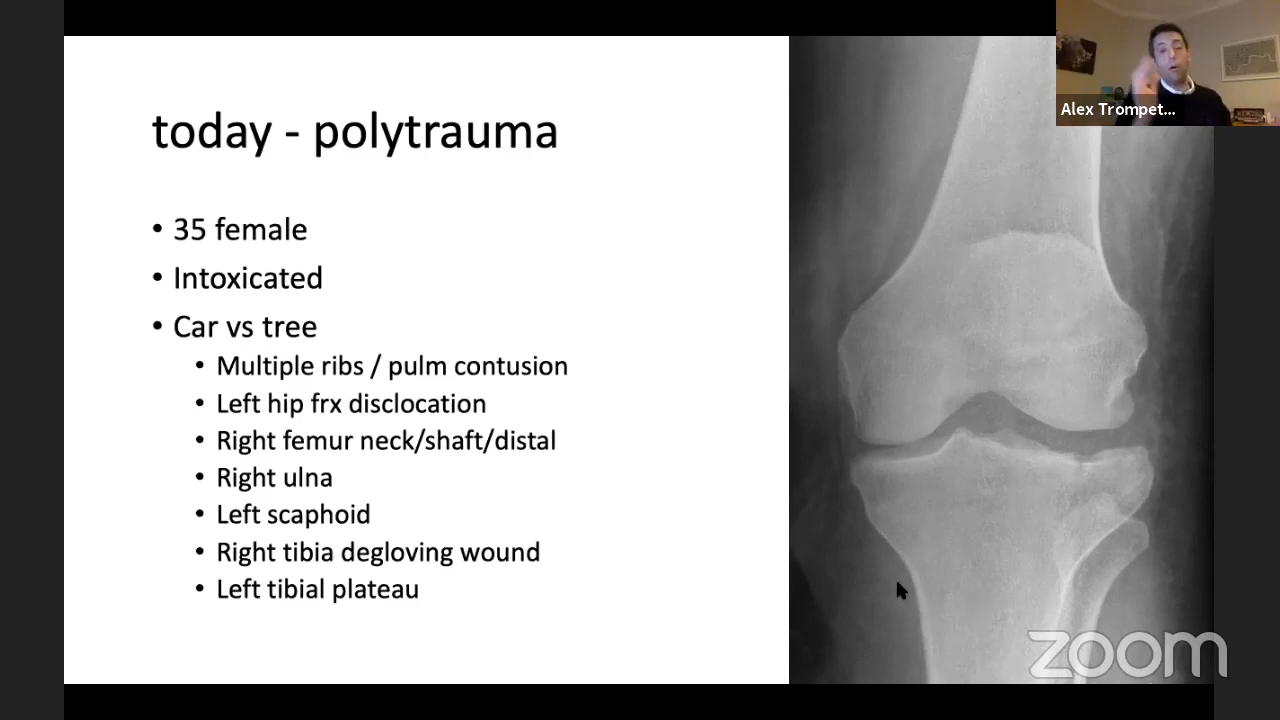 today - polytrauma
• 35 female
• Intoxicated
• Car vs tree
• Multiple ribs / pulm contusion
• Left hip frx disclocation
• Right femur neck/shaft/distal
• Right ulna
• Left scaphoid
• Right tibia degloving wound
• Left tibial plateau
Alex Trompet...
zoom